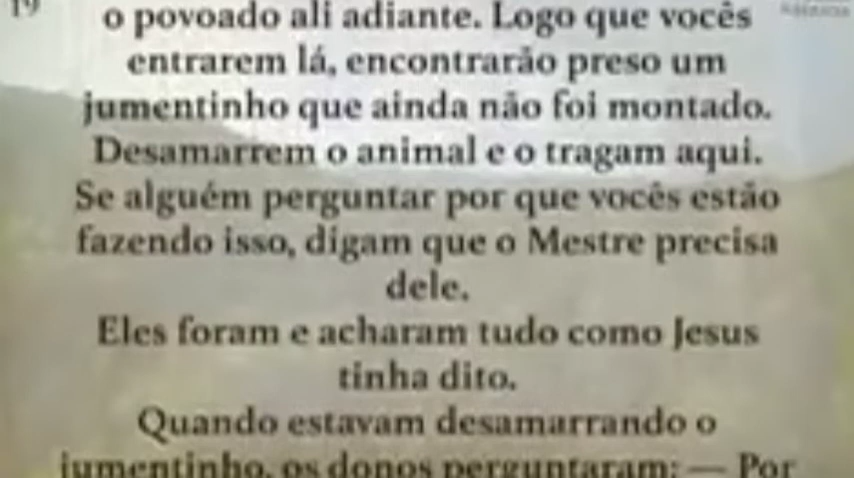 19
o povoado ali adiante. Logo que vocês
entrarem lá, encontrarão preso um
jumentinho que ainda não foi montado.
Desamarrem o animal e o tragam aqui.
Se alguém perguntar por que vocês estão
fazendo isso, digam que o Mestre precisa
dele.
Eles foram e acharam tudo como Jesus
tinha dito.
Quando estavam desamarrando o
jumentinho, os donos perguntaram: — Por